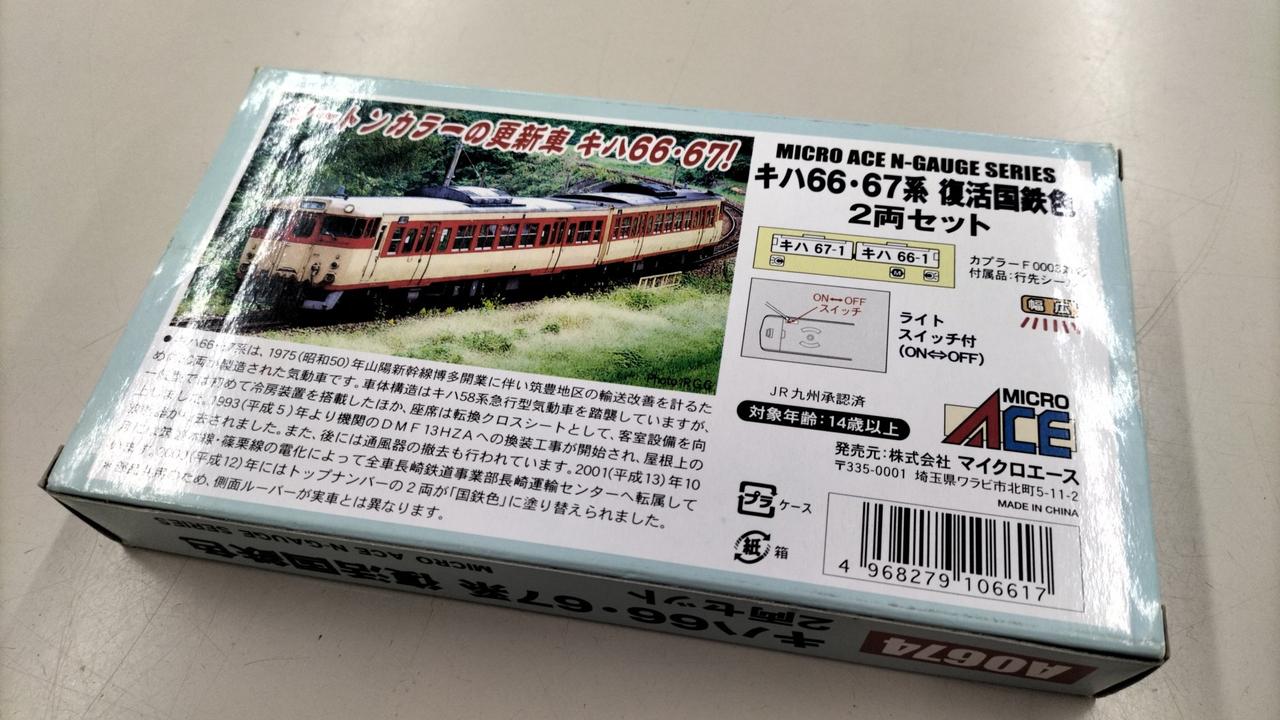 トンカラーの更新車 キハ66・67!
Photo:RGG
MICRO ACE N-GAUGE SERIES
キハ66・67系 復活国鉄色
2両セット
キハ 67-1 キハ 66-1
カプラーF0003
付属品:行先シール
幅広
ON⇔OFF
スイッチ
ライト
スイッチ付
(ON⇔OFF)
●キハ66・67系は、1975(昭和50)年山陽新幹線博多開業に伴い筑豊地区の輸送改善を計るた
両が製造された気動車です。車体構造はキハ58系急行型気動車を踏襲していますが、
初めて冷房装置を搭載したほか、座席は転換クロスシートとして、客室設備を向
上 1993(平成5)年より機関のDMF13HZAへの換装工事が開始され、屋根上の
去されました。また、後には通風器の撤去も行われています。2001(平成13)年10
線・篠栗線の電化によって全車長崎鉄道事業部長崎運輸センターへ転属して
(平成12)年にはトップナンバーの2両が「国鉄色」に塗り替えられました。
ため、側面ルーバーが実車とは異なります。
JR九州承認済
対象年齢:14歳以上
MICRO
ACE
発売元:株式会社 マイクロエース
〒335-0001 埼玉県ワラビ市北町5-11-2
MADE IN CHINA
プラ ケース
紙 箱
4 968279 106617
MICRO ACE N-GAUGE SERIES
キハ66・67系 復活国鉄色
2両セット
A0674